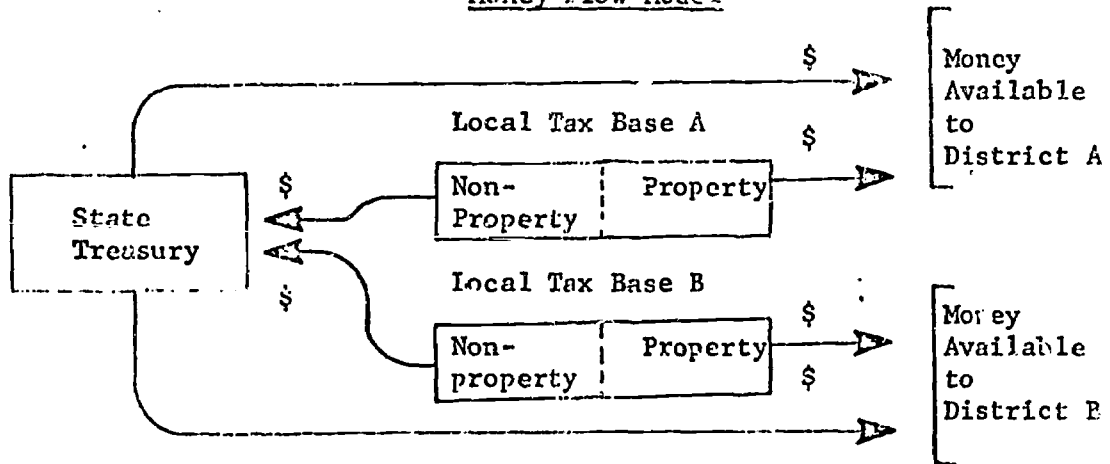 Money Flow Model
$
Money
Available
to
District A
Local Tax Base A
$
Non-
Property
Property
$
State
Treasury
$
Local Tax Base B
$
Non-
property
Property
$
Money
Available
to
District B